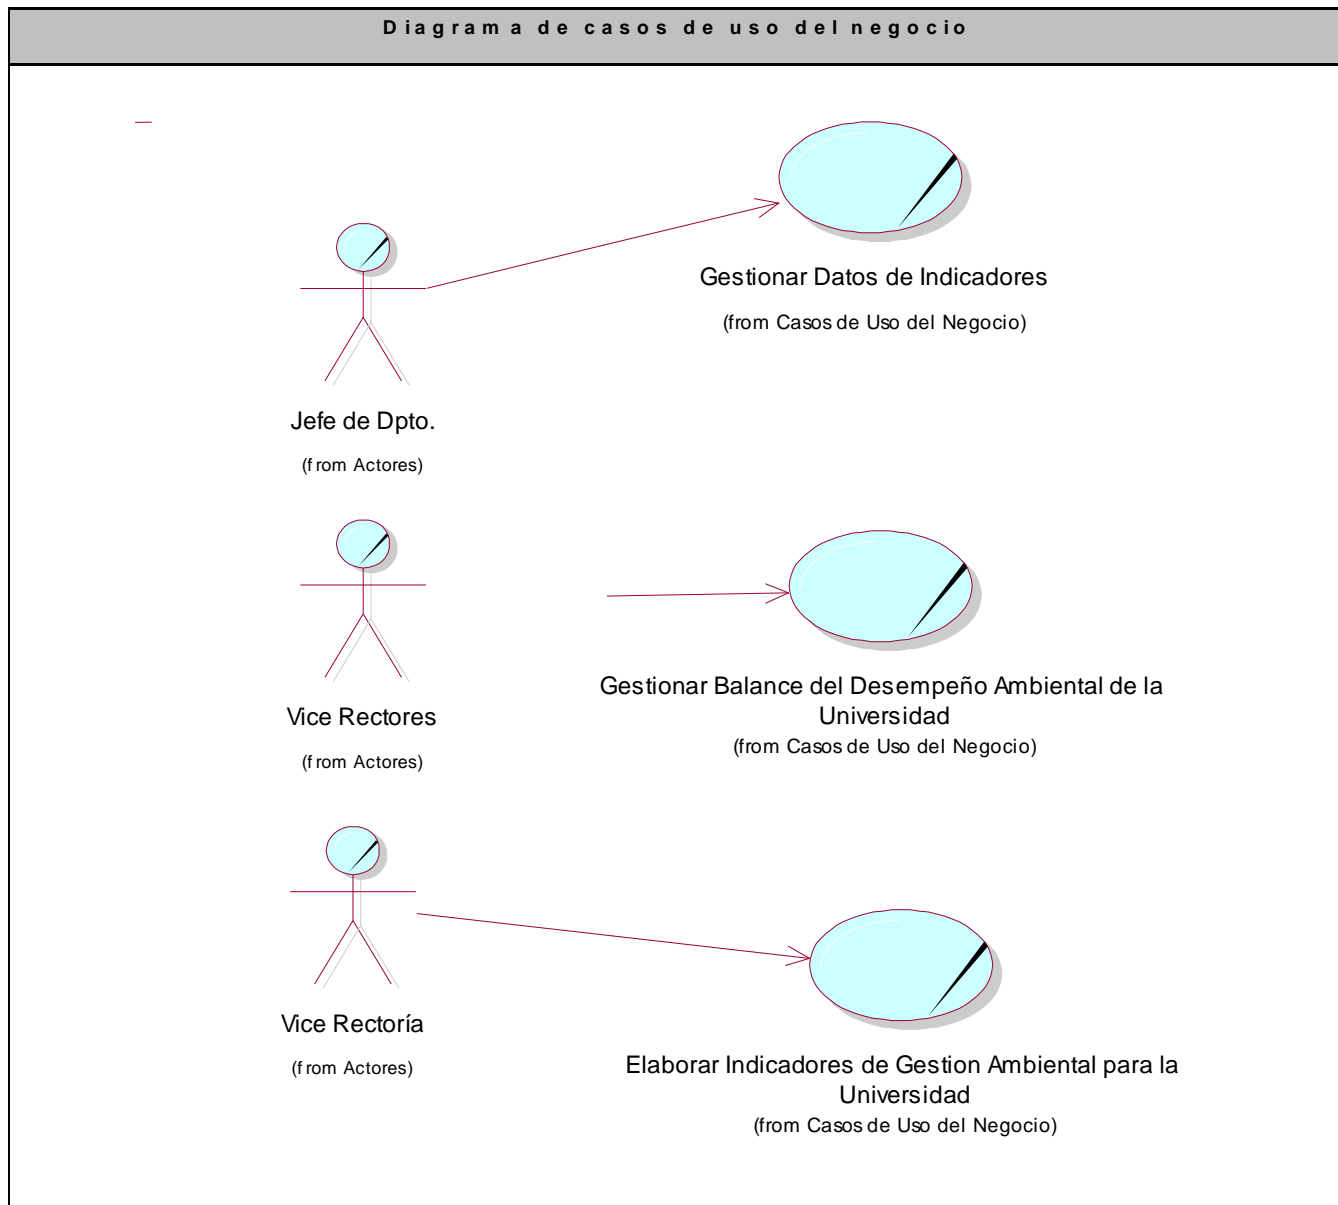 Diagrama de casos de uso del negocio
Gestionar Datos de Indicadores
(from Casos de Uso del Negocio)
Jefe de Dpto.
(from Actores)
Gestionar Balance del Desempeño Ambiental de la
Universidad
(from Casos de Uso del Negocio)
Vice Rectores
(from Actores)
Vice Rectoría
(from Actores)
Elaborar Indicadores de Gestion Ambiental para la
Universidad
(from Casos de Uso del Negocio)